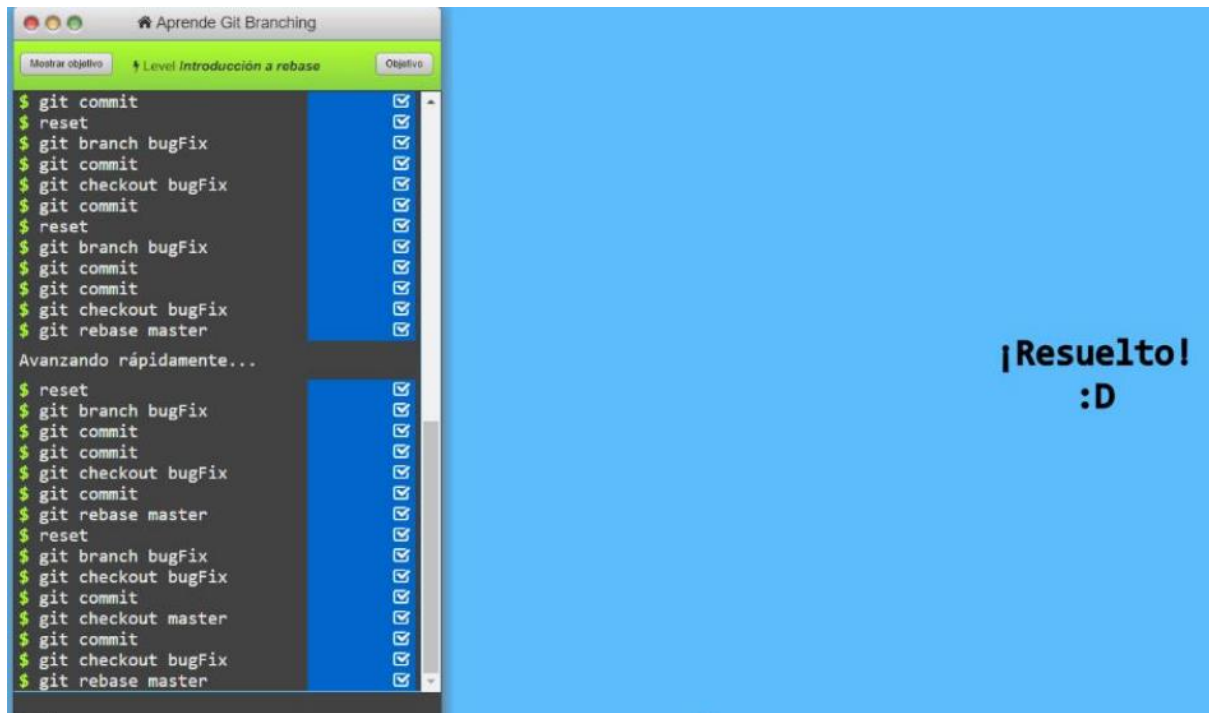 Aprende Git Branching
Mostrar objetivo
Level Introducción a rebase
Objetivo
$ git commit
$ reset
$ git branch bugFix
$ git commit
$ git checkout bugFix
$ git commit
$ reset
$ git branch bugFix
$ git commit
$ git commit
$ git checkout bugFix
$ git rebase master
Avanzando rápidamente...
$ reset
$ git branch bugFix
$ git commit
$ git commit
$ git checkout bugFix
$ git commit
$ git rebase master
$ reset
$ git branch bugFix
$ git checkout bugFix
$ git commit
$ git checkout master
$ git commit
$ git checkout bugFix
$ git rebase master
¡Resuelto!
:D